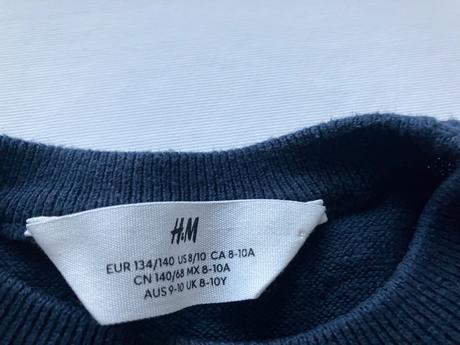 H&M
EUR 134/140 US 8/10 CA 8-10A
CN 140/68 MX 8-10A
AUS 9-10 UK 8-10Y